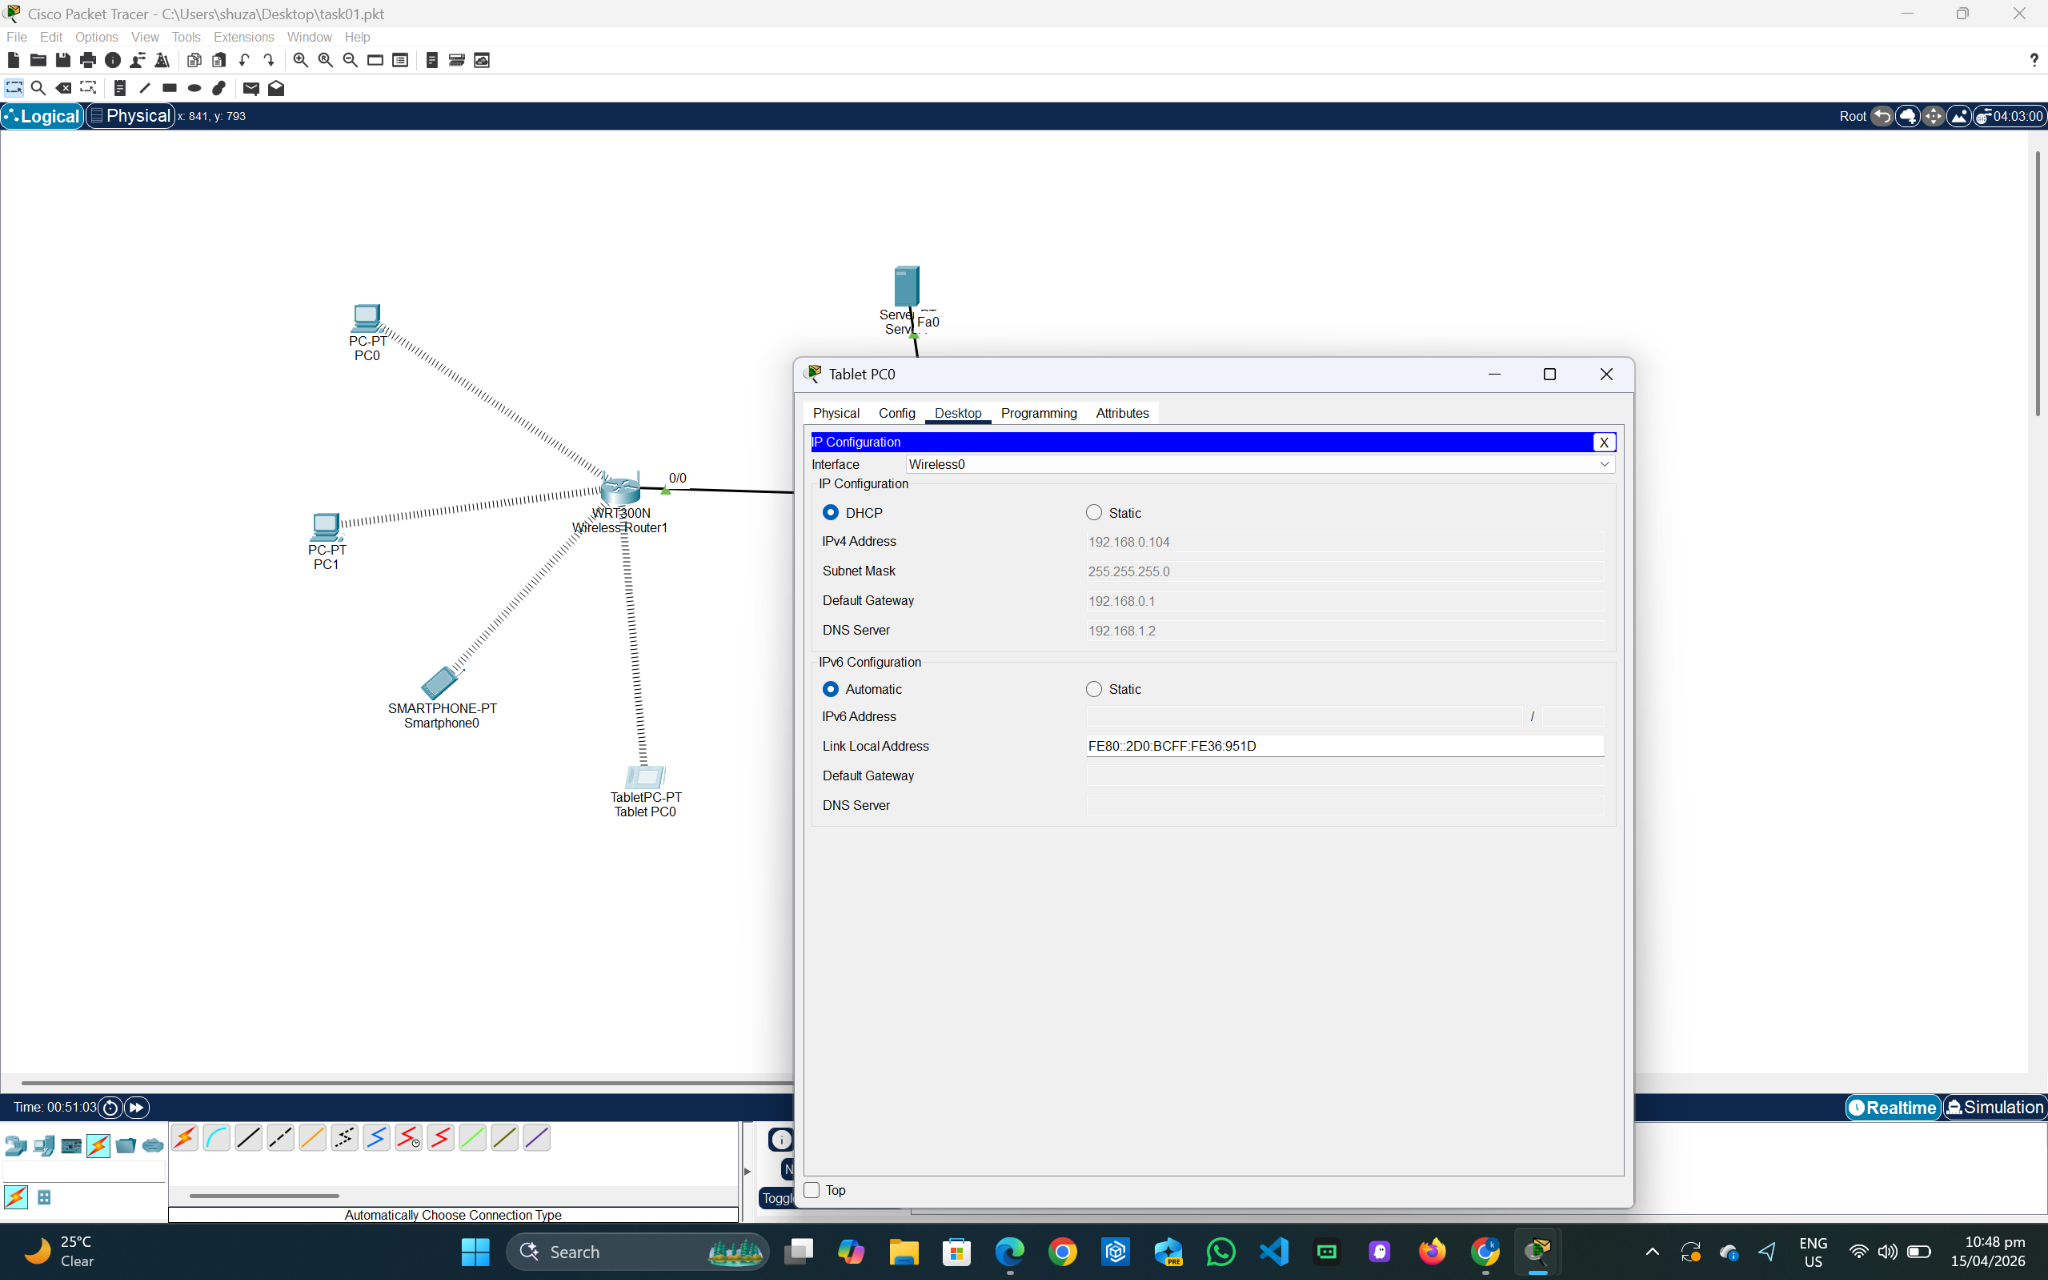 Cisco Packet Tracer - C:\Users\shuza\Desktop\task01.pkt
File Edit Options View Tools Extensions Window Help
?
Logical Physical x: 841, y: 793 Root 04:03:00
PC-PT
PC0
Fa0
0/0
WRT300N
Wireless Router1
PC-PT
PC1
SMARTPHONE-PT
Smartphone0
TabletPC-PT
Tablet PC0
Tablet PC0
Physical Config Desktop Programming Attributes
IP Configuration X
Interface Wireless0
IP Configuration
DHCP Static
IPv4 Address 192.168.0.104
Subnet Mask 255.255.255.0
Default Gateway 192.168.0.1
DNS Server 192.168.1.2
IPv6 Configuration
Automatic Static
IPv6 Address /
Link Local Address FE80::2D0:BCFF:FE36:951D
Default Gateway
DNS Server
Top
Time: 00:51:03 Realtime Simulation
Automatically Choose Connection Type
25°C
Clear
Search
PRE
ENG
US
10:48 pm
15/04/2026